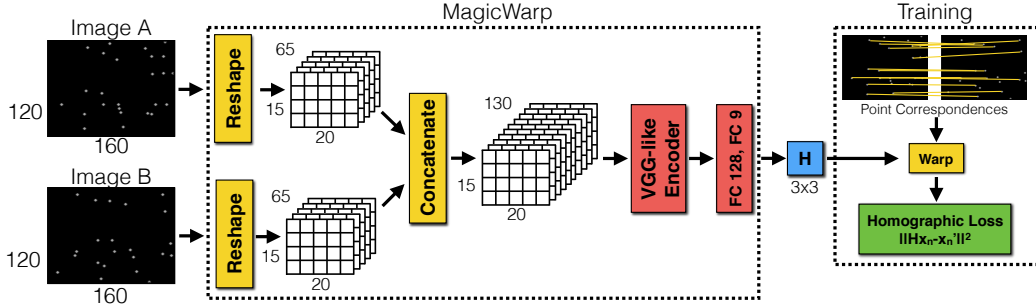 MagicWarp
Training
Image A
120
160
Reshape
65
15
20
Image B
120
160
Reshape
65
15
20
Concatenate
130
15
20
VGG-like
Encoder
FC 128, FC 9
H
3x3
Point Correspondences
Warp
Homographic Loss
||Hxₙ-xₙ'||²